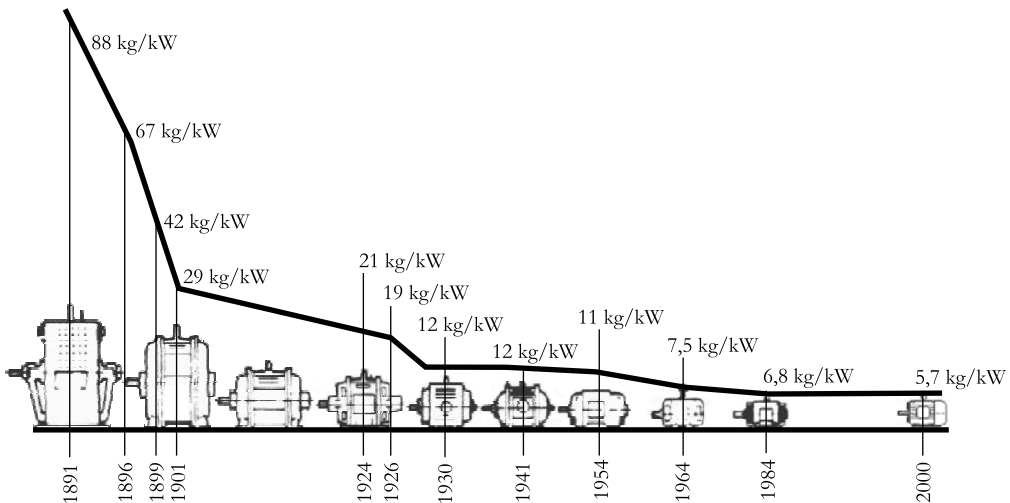 88 kg/kW
67 kg/kW
42 kg/kW
29 kg/kW
21 kg/kW
19 kg/kW
12 kg/kW
12 kg/kW
11 kg/kW
7,5 kg/kW
6,8 kg/kW
5,7 kg/kW
1891
1896
1899
1901
1924
1926
1930
1941
1954
1964
1984
2000